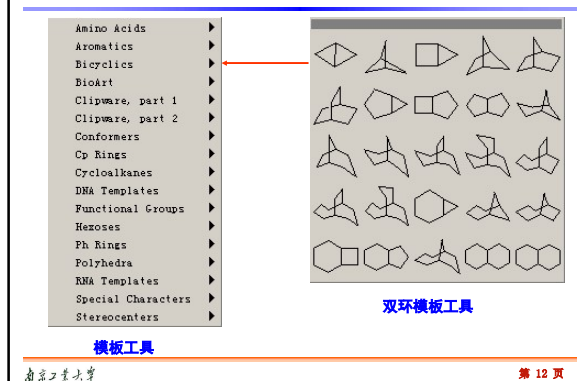 Amino Acids
Aromatics
Bicyclics
BioArt
Clipware, part 1
Clipware, part 2
Conformers
Cp Rings
Cycloalkanes
DNA Templates
Functional Groups
Hexoses
Ph Rings
Polyhedra
RNA Templates
Special Characters
Stereocenters
双环模板工具
模板工具
南京工业大学
第 12 页